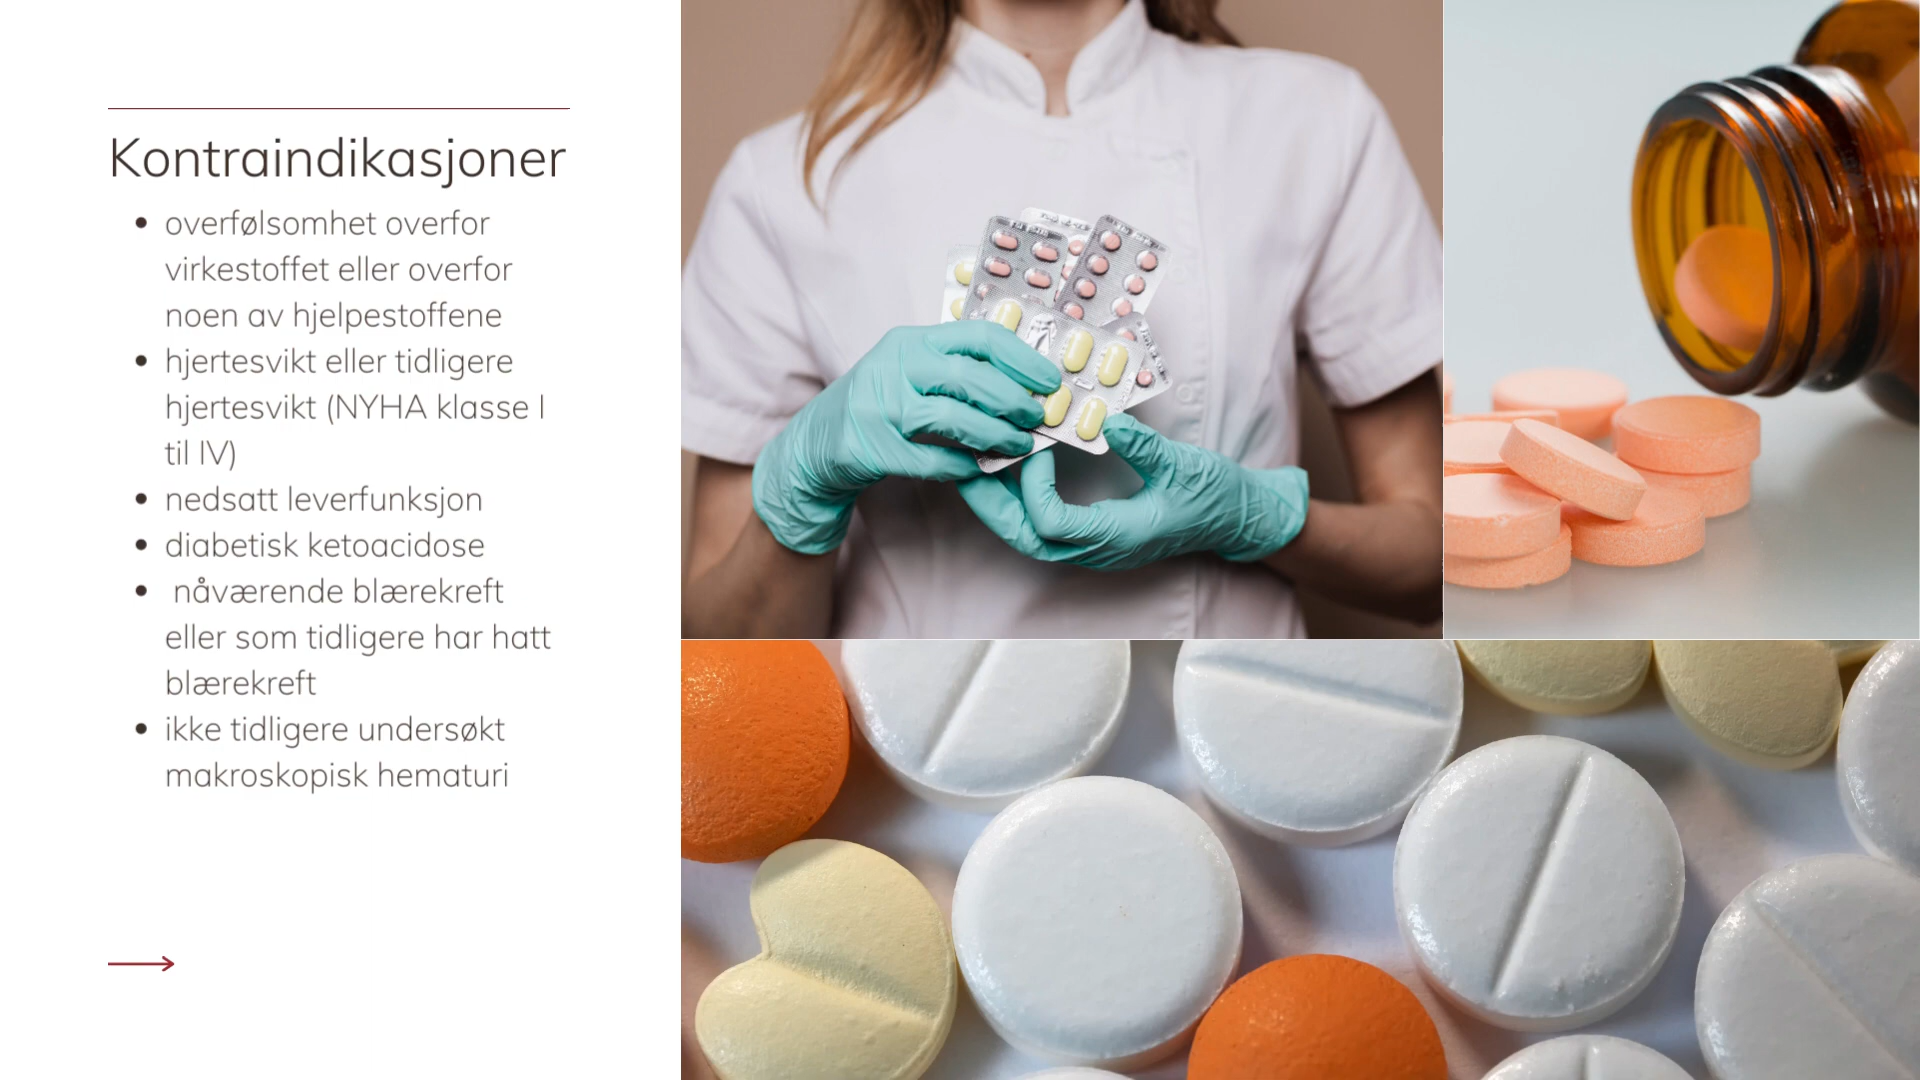 Kontraindikasjoner
• overfølsomhet overfor
virkestoffet eller overfor
noen av hjelpestoffene
• hjertesvikt eller tidligere
hjertesvikt (NYHA klasse I
til IV)
• nedsatt leverfunksjon
• diabetisk ketoacidose
• nåværende blærekreft
eller som tidligere har hatt
blærekreft
• ikke tidligere undersøkt
makroskopisk hematuri